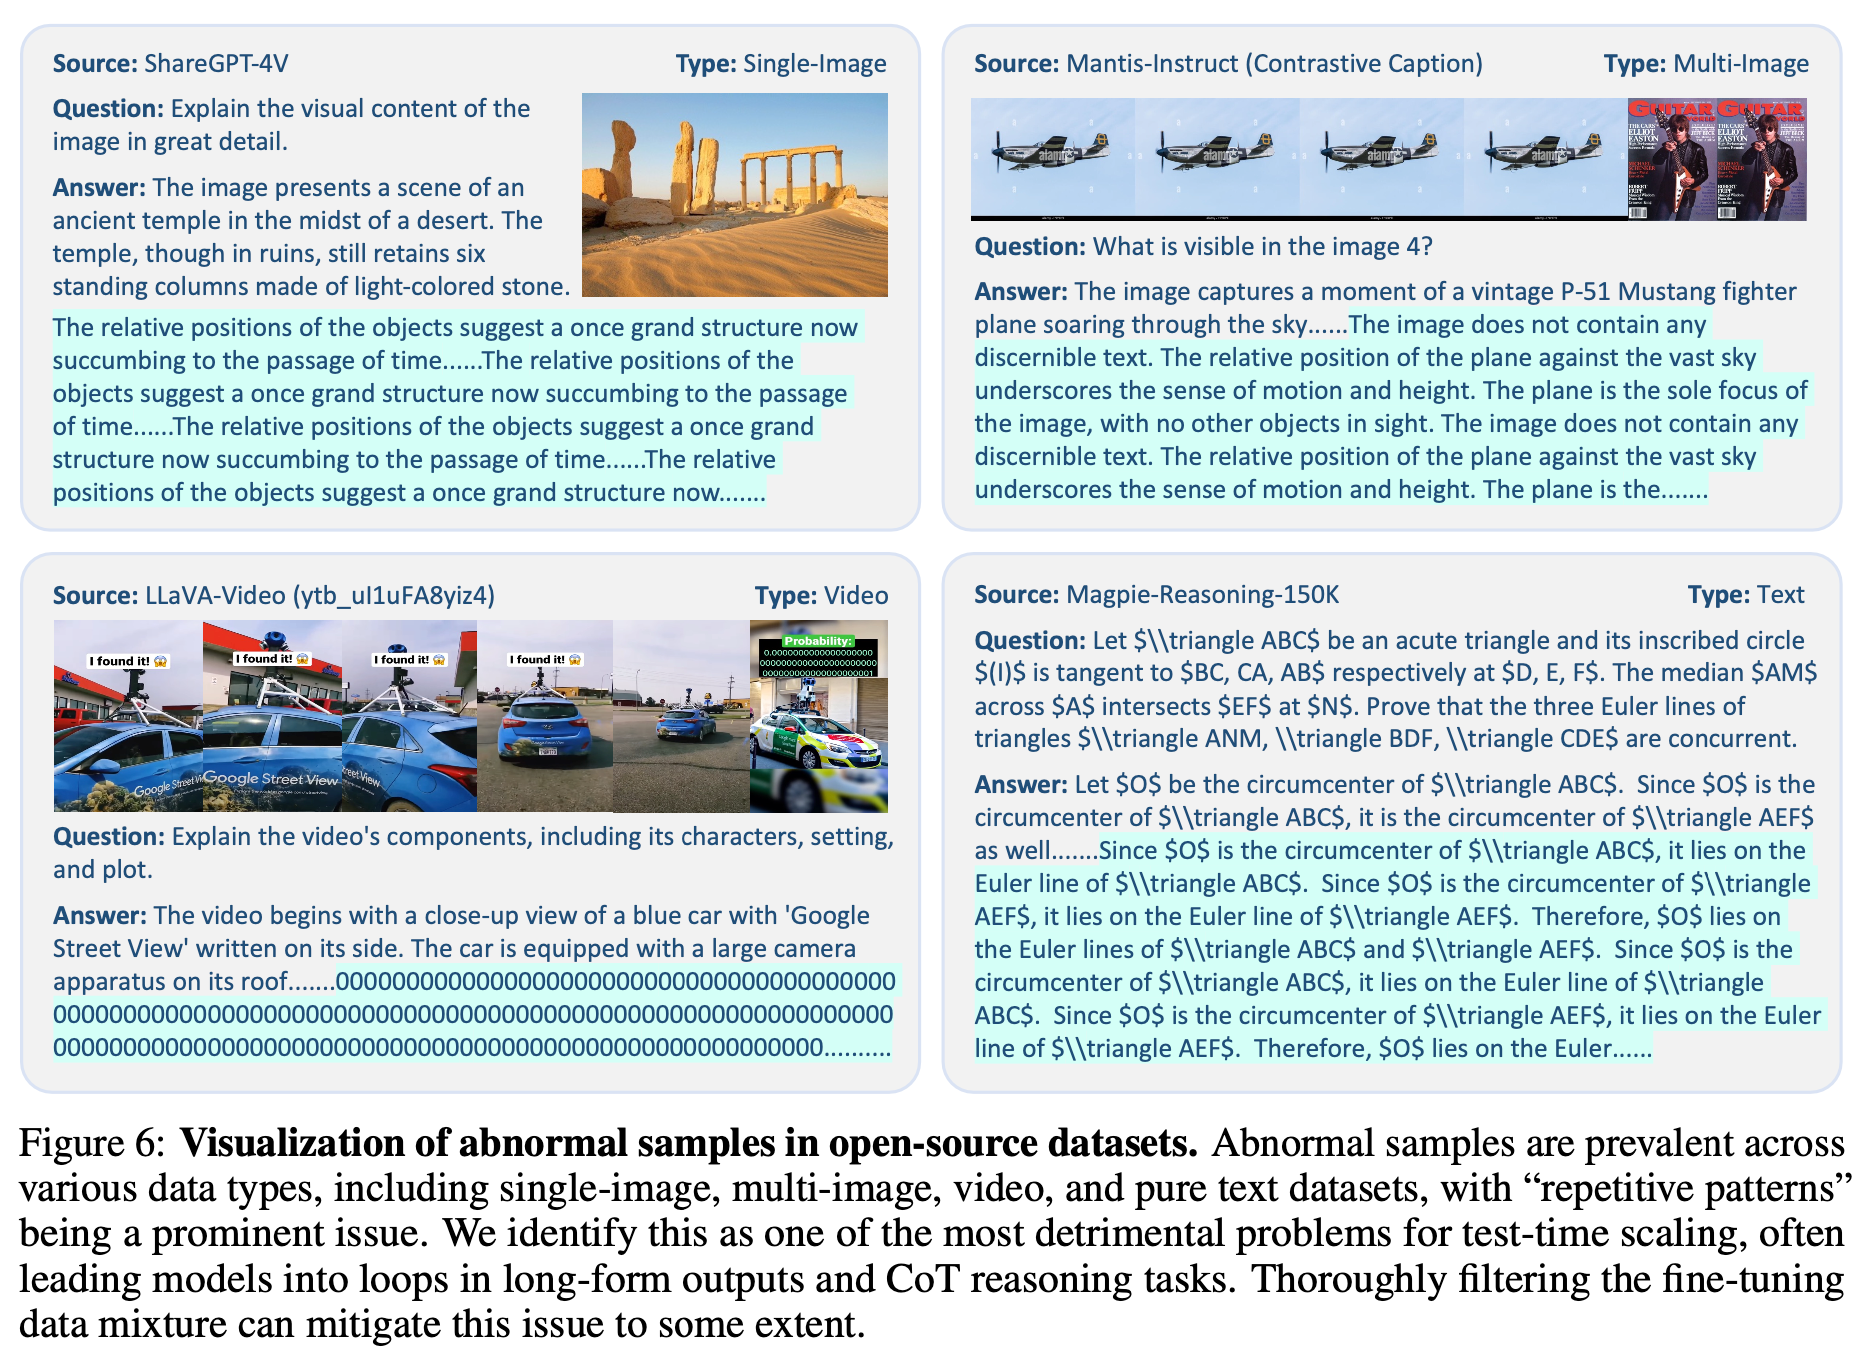 Source: ShareGPT-4V
Type: Single-Image
Question: Explain the visual content of the
image in great detail.
Answer: The image presents a scene of an
ancient temple in the midst of a desert. The
temple, though in ruins, still retains six
standing columns made of light-colored stone.
The relative positions of the objects suggest a once grand structure now
succumbing to the passage of time......The relative positions of the
objects suggest a once grand structure now succumbing to the passage
of time......The relative positions of the objects suggest a once grand
structure now succumbing to the passage of time......The relative
positions of the objects suggest a once grand structure now.......
Source: Mantis-Instruct (Contrastive Caption)
Type: Multi-Image
alamy
alamy
alamy
alamy
GUITAR
WORLD
THE CARS'
ELLIOT
EASTON
ROBERT
FRIPP
GUITAR
WORLD
THE CARS'
ELLIOT
EASTON
ROBERT
FRIPP
Question: What is visible in the image 4?
Answer: The image captures a moment of a vintage P-51 Mustang fighter
plane soaring through the sky......The image does not contain any
discernible text. The relative position of the plane against the vast sky
underscores the sense of motion and height. The plane is the sole focus of
the image, with no other objects in sight. The image does not contain any
discernible text. The relative position of the plane against the vast sky
underscores the sense of motion and height. The plane is the.......
Source: LLaVA-Video (ytb_uI1uFA8yiz4)
Type: Video
I found it! 😱
I found it! 😱
I found it! 😱
I found it! 😱
Probability:
Google Street Vi
Google Street View
treet View
Question: Explain the video's components, including its characters, setting,
and plot.
Answer: The video begins with a close-up view of a blue car with 'Google
Street View' written on its side. The car is equipped with a large camera
apparatus on its roof.......0000000000000000000000000000000000000000
000000000000000000000000000000000000000000000000000000000000
0000000000000000000000000000000000000000000000000000000..........
Source: Magpie-Reasoning-150K
Type: Text
Question: Let $\\triangle ABC$ be an acute triangle and its inscribed circle
$(I)$ is tangent to $BC, CA, AB$ respectively at $D, E, F$. The median $AM$
across $A$ intersects $EF$ at $N$. Prove that the three Euler lines of
triangles $\\triangle ANM, \\triangle BDF, \\triangle CDE$ are concurrent.
Answer: Let $O$ be the circumcenter of $\\triangle ABC$. Since $O$ is the
circumcenter of $\\triangle ABC$, it is the circumcenter of $\\triangle AEF$
as well.......Since $O$ is the circumcenter of $\\triangle ABC$, it lies on the
Euler line of $\\triangle ABC$. Since $O$ is the circumcenter of $\\triangle
AEF$, it lies on the Euler line of $\\triangle AEF$. Therefore, $O$ lies on
the Euler lines of $\\triangle ABC$ and $\\triangle AEF$. Since $O$ is the
circumcenter of $\\triangle ABC$, it lies on the Euler line of $\\triangle
ABC$. Since $O$ is the circumcenter of $\\triangle AEF$, it lies on the Euler
line of $\\triangle AEF$. Therefore, $O$ lies on the Euler......
Figure 6: Visualization of abnormal samples in open-source datasets. Abnormal samples are prevalent across
various data types, including single-image, multi-image, video, and pure text datasets, with “repetitive patterns”
being a prominent issue. We identify this as one of the most detrimental problems for test-time scaling, often
leading models into loops in long-form outputs and CoT reasoning tasks. Thoroughly filtering the fine-tuning
data mixture can mitigate this issue to some extent.